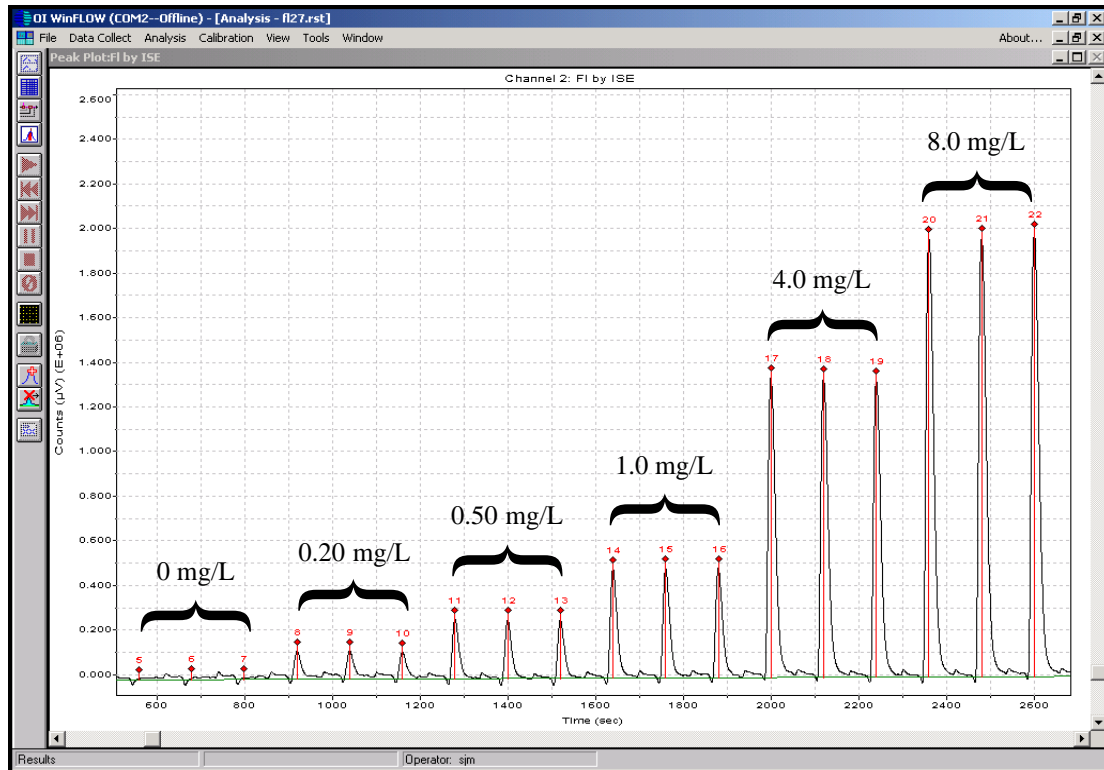 OI WinFLOW (COM2--Offline) - [Analysis - fl27.rst]
File Data Collect Analysis Calibration View Tools Window About...
Peak Plot:Fl by ISE
Channel 2: Fl by ISE
Counts (µV) (E+06)
2.600
2.400
2.200
2.000
1.800
1.600
1.400
1.200
1.000
0.800
0.600
0.400
0.200
0.000
0 mg/L
0.20 mg/L
0.50 mg/L
1.0 mg/L
4.0 mg/L
8.0 mg/L
5 6 7 8 9 10 11 12 13 14 15 16 17 18 19 20 21 22
600 800 1000 1200 1400 1600 1800 2000 2200 2400 2600
Time (sec)
Results Operator: sjm